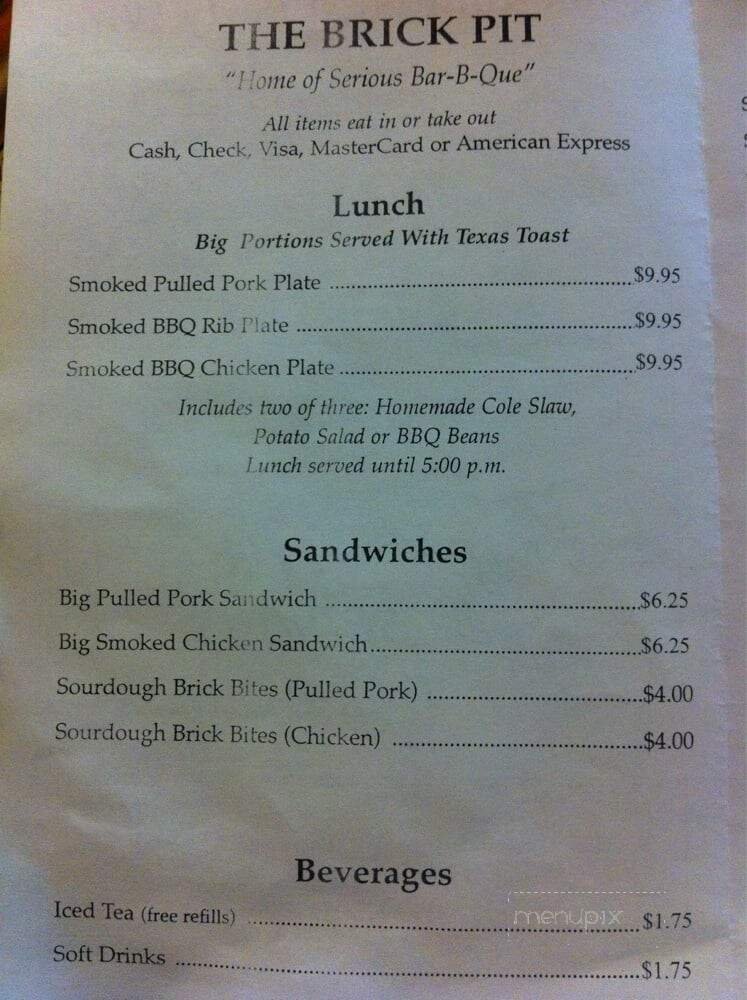 THE BRICK PIT
"Home of Serious Bar-B-Que"
All items eat in or take out
Cash, Check, Visa, MasterCard or American Express
Lunch
Big Portions Served With Texas Toast
Smoked Pulled Pork Plate ........ $9.95
Smoked BBQ Rib Plate ........ $9.95
Smoked BBQ Chicken Plate ........ $9.95
Includes two of three: Homemade Cole Slaw,
Potato Salad or BBQ Beans
Lunch served until 5:00 p.m.
Sandwiches
Big Pulled Pork Sandwich ........ $6.25
Big Smoked Chicken Sandwich ........ $6.25
Sourdough Brick Bites (Pulled Pork) ........ $4.00
Sourdough Brick Bites (Chicken) ........ $4.00
Beverages
Iced Tea (free refills) ........ $1.75
Soft Drinks ........ $1.75
menupix